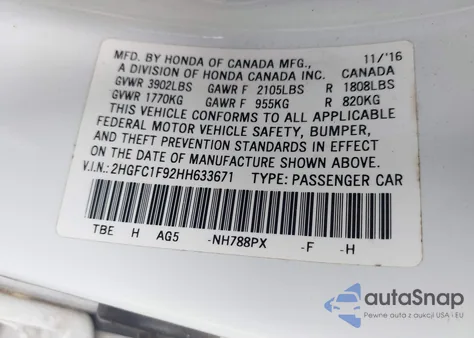 MFD. BY HONDA OF CANADA MFG., 11/'16
A DIVISION OF HONDA CANADA INC. CANADA
GVWR 3902LBS GAWR F 2105LBS R 1808LBS
GVWR 1770KG GAWR F 955KG R 820KG
THIS VEHICLE CONFORMS TO ALL APPLICABLE
FEDERAL MOTOR VEHICLE SAFETY, BUMPER,
AND THEFT PREVENTION STANDARDS IN EFFECT
ON THE DATE OF MANUFACTURE SHOWN ABOVE.
V.I.N.: 2HGFC1F92HH633671 TYPE: PASSENGER CAR
TBE H AG5 -NH788PX -F -H
autoSnap
Pewne auta z USA i EU